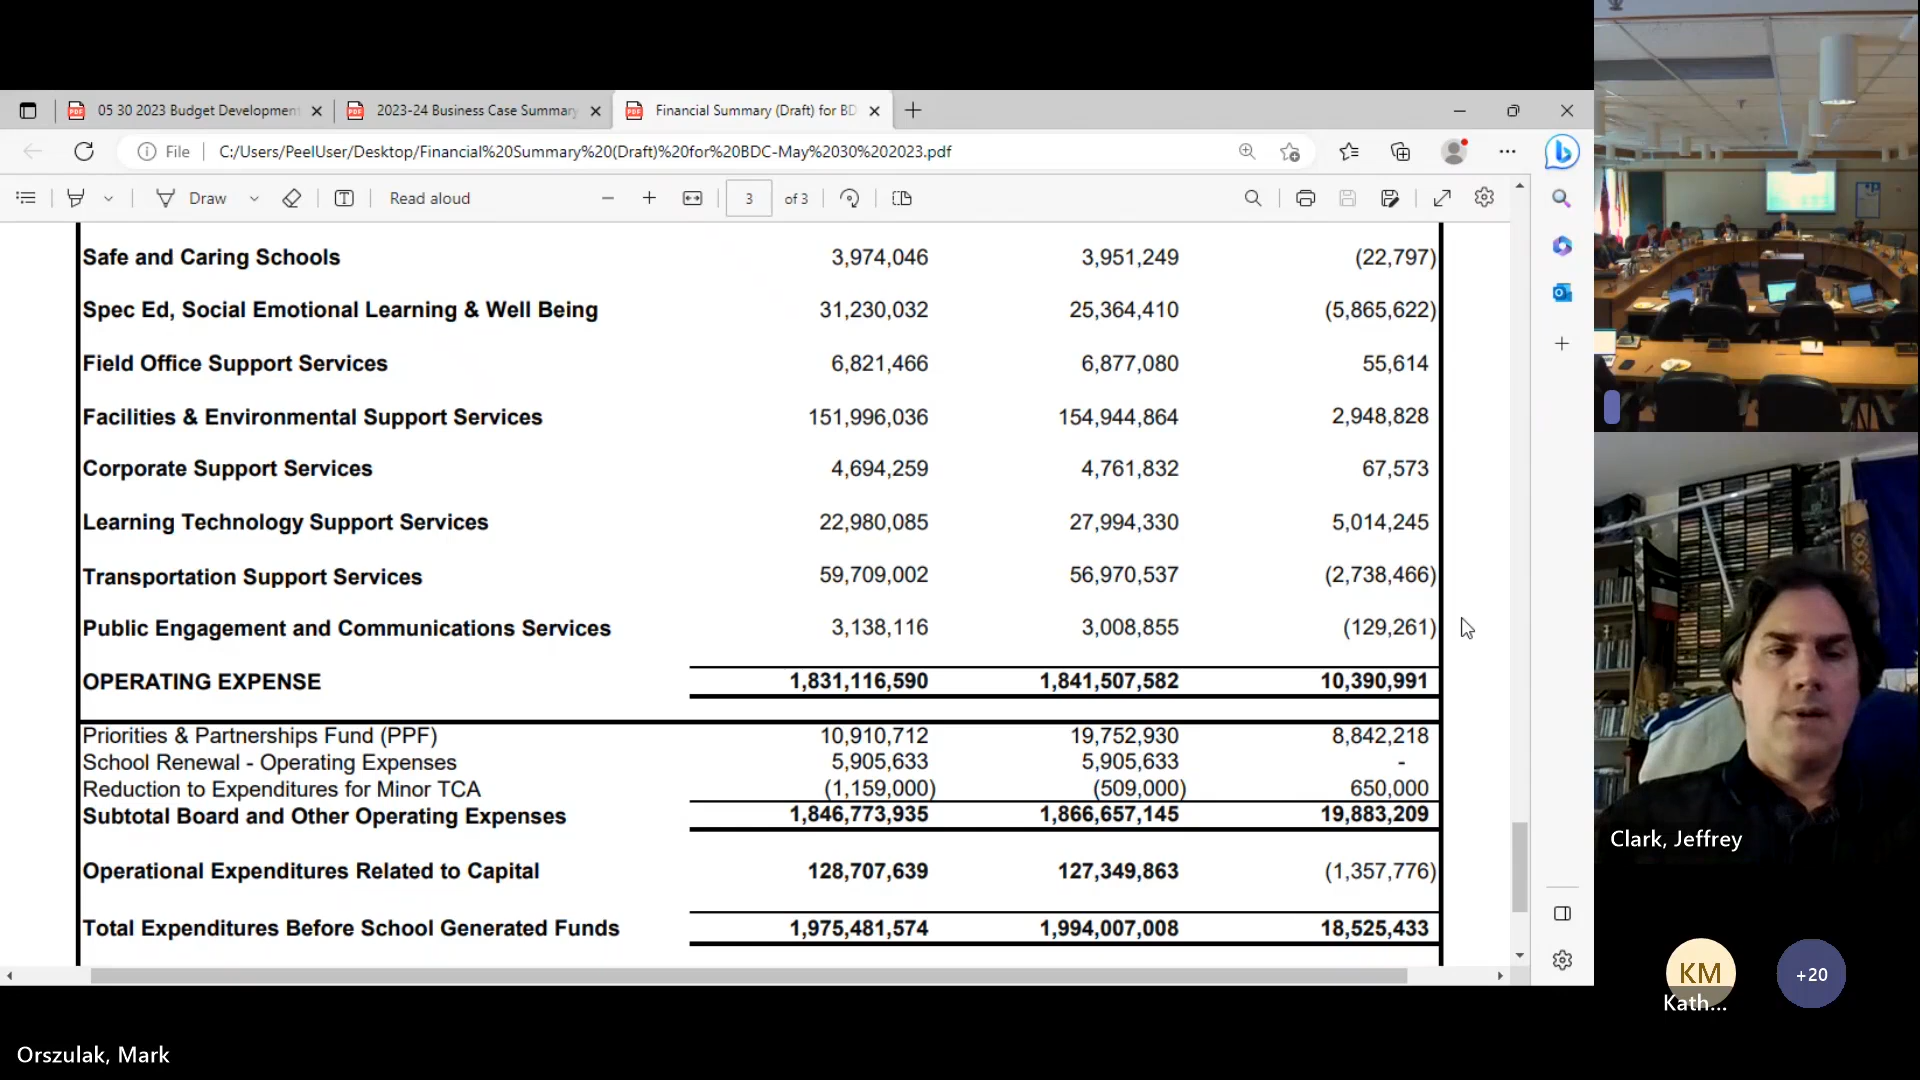 05 30 2023 Budget Development
2023-24 Business Case Summary
Financial Summary (Draft) for BD
File
C:/Users/PeelUser/Desktop/Financial%20Summary%20(Draft)%20for%20BDC-May%2030%202023.pdf
Draw
Read aloud
3 of 3
Safe and Caring Schools 3,974,046 3,951,249 (22,797)
Spec Ed, Social Emotional Learning & Well Being 31,230,032 25,364,410 (5,865,622)
Field Office Support Services 6,821,466 6,877,080 55,614
Facilities & Environmental Support Services 151,996,036 154,944,864 2,948,828
Corporate Support Services 4,694,259 4,761,832 67,573
Learning Technology Support Services 22,980,085 27,994,330 5,014,245
Transportation Support Services 59,709,002 56,970,537 (2,738,466)
Public Engagement and Communications Services 3,138,116 3,008,855 (129,261)
OPERATING EXPENSE 1,831,116,590 1,841,507,582 10,390,991
Priorities & Partnerships Fund (PPF) 10,910,712 19,752,930 8,842,218
School Renewal - Operating Expenses 5,905,633 5,905,633 -
Reduction to Expenditures for Minor TCA (1,159,000) (509,000) 650,000
Subtotal Board and Other Operating Expenses 1,846,773,935 1,866,657,145 19,883,209
Operational Expenditures Related to Capital 128,707,639 127,349,863 (1,357,776)
Total Expenditures Before School Generated Funds 1,975,481,574 1,994,007,008 18,525,433
Clark, Jeffrey
KM
Kath...
+20
Orszulak, Mark